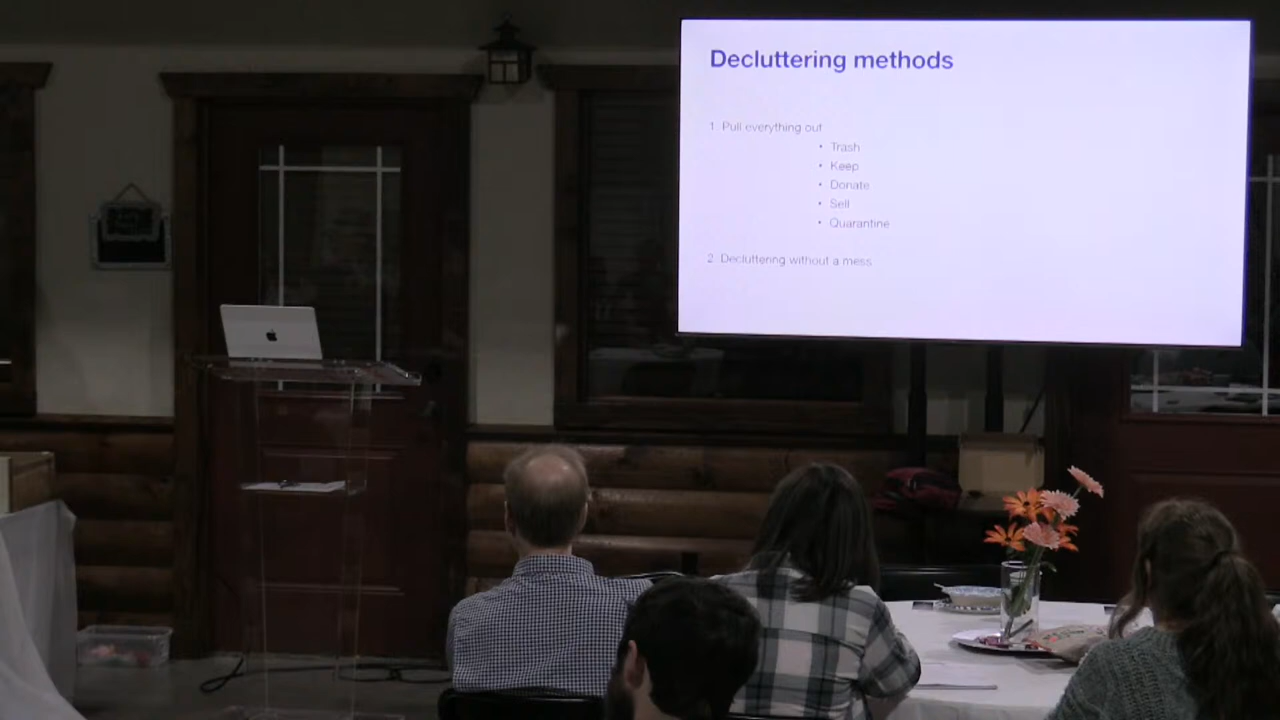 Decluttering methods
1. Pull everything out
• Trash
• Keep
• Donate
• Sell
• Quarantine
2. Decluttering without a mess